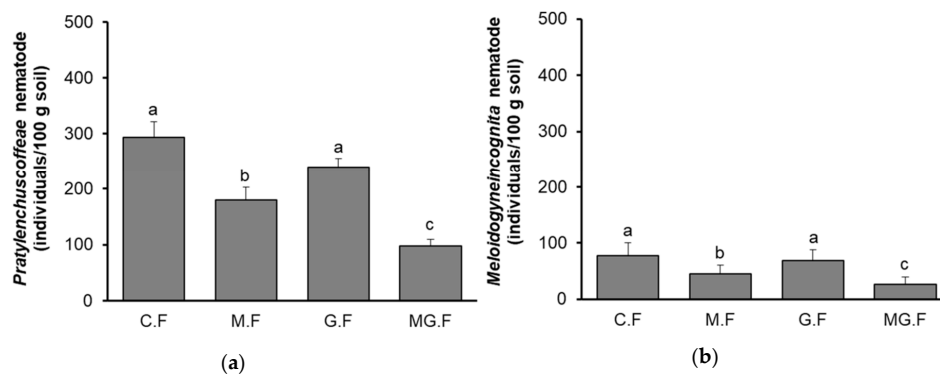 Pratylenchuscoffeae nematode
(individuals/100 g soil)
500
400
300
200
100
0
a
b
a
c
C.F
M.F
G.F
MG.F
(a)
Meloidogyneincognita nematode
(individuals/100 g soil)
500
400
300
200
100
0
a
b
a
c
C.F
M.F
G.F
MG.F
(b)